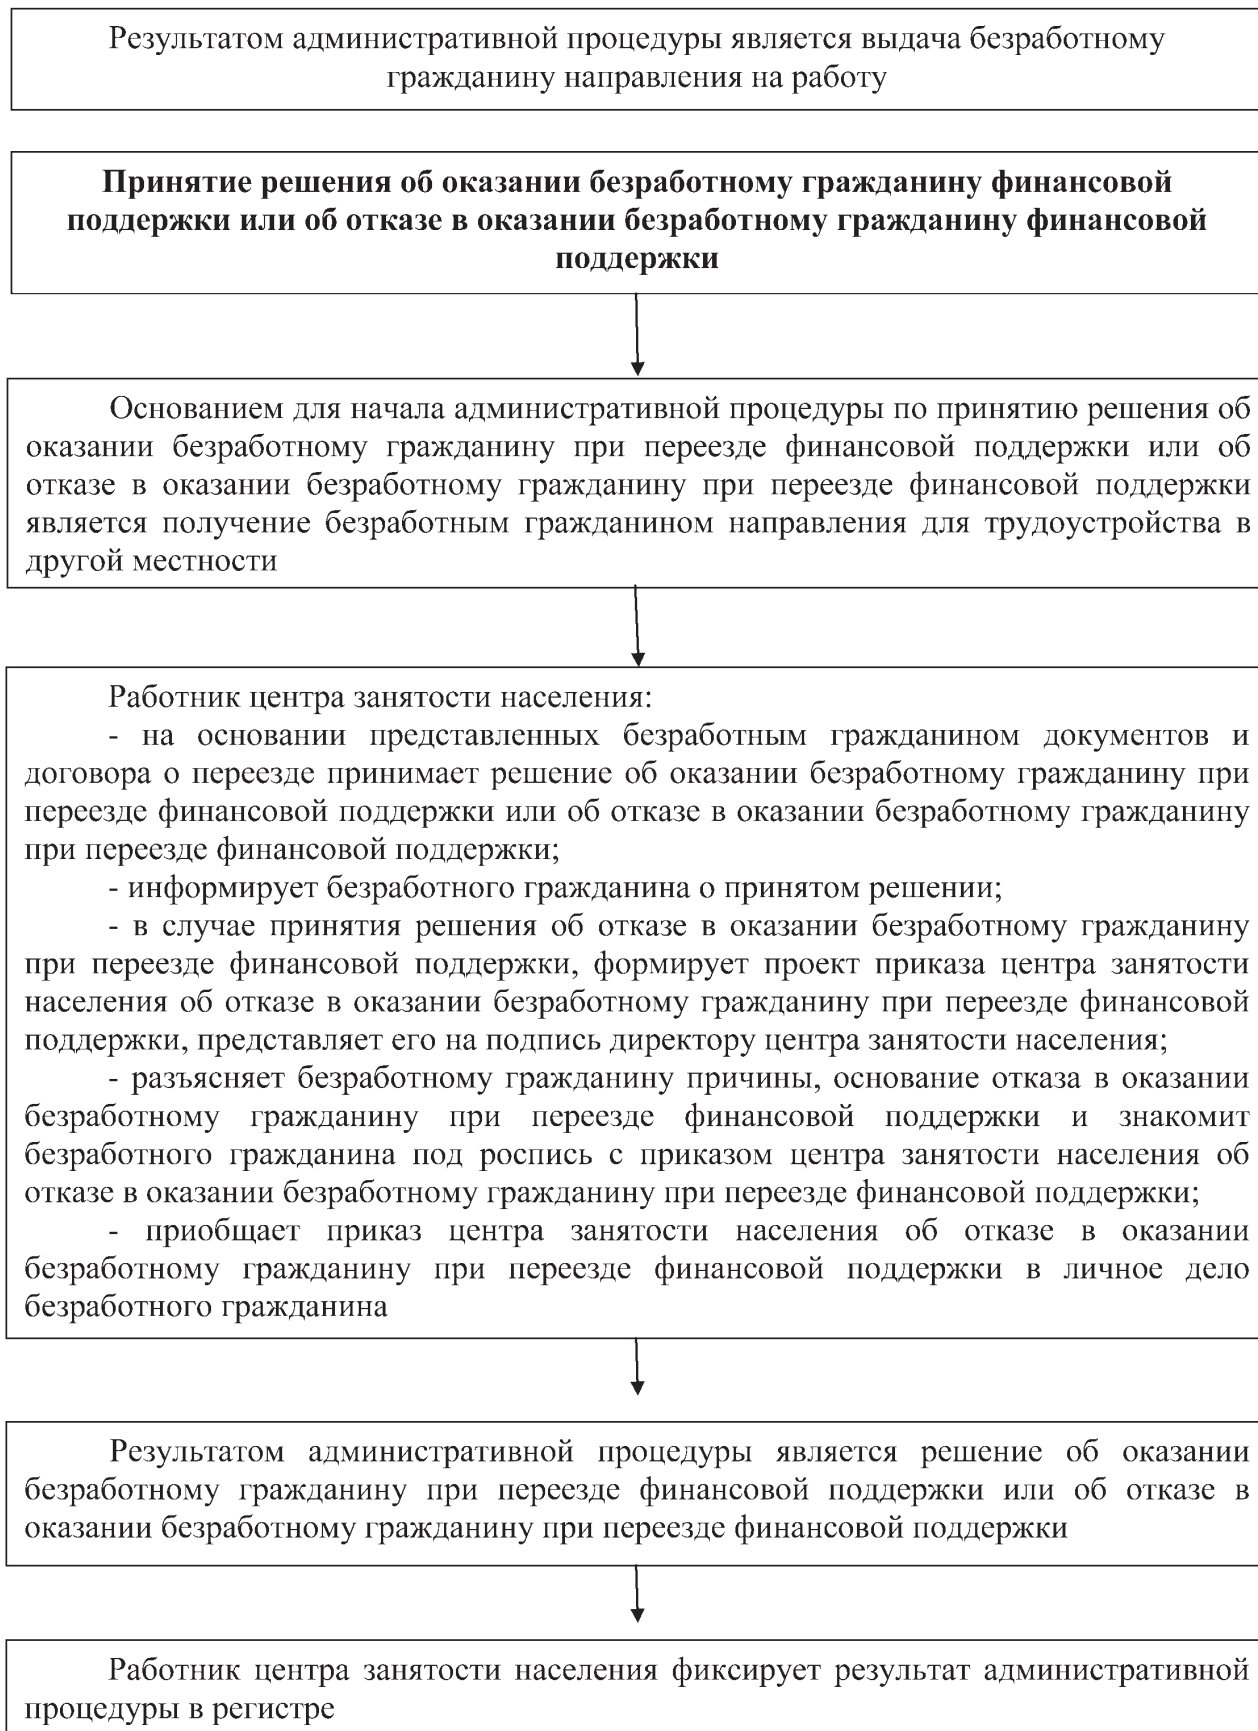 Результатом административной процедуры является выдача безработному
гражданину направления на работу
Принятие решения об оказании безработному гражданину финансовой
поддержки или об отказе в оказании безработному гражданину финансовой
поддержки
Основанием для начала административной процедуры по принятию решения об
оказании безработному гражданину при переезде финансовой поддержки или об
отказе в оказании безработному гражданину при переезде финансовой поддержки
является получение безработным гражданином направления для трудоустройства в
другой местности
Работник центра занятости населения:
- на основании представленных безработным гражданином документов и
договора о переезде принимает решение об оказании безработному гражданину при
переезде финансовой поддержки или об отказе в оказании безработному гражданину
при переезде финансовой поддержки;
- информирует безработного гражданина о принятом решении;
- в случае принятия решения об отказе в оказании безработному гражданину
при переезде финансовой поддержки, формирует проект приказа центра занятости
населения об отказе в оказании безработному гражданину при переезде финансовой
поддержки, представляет его на подпись директору центра занятости населения;
- разъясняет безработному гражданину причины, основание отказа в оказании
безработному гражданину при переезде финансовой поддержки и знакомит
безработного гражданина под роспись с приказом центра занятости населения об
отказе в оказании безработному гражданину при переезде финансовой поддержки;
- приобщает приказ центра занятости населения об отказе в оказании
безработному гражданину при переезде финансовой поддержки в личное дело
безработного гражданина
Результатом административной процедуры является решение об оказании
безработному гражданину при переезде финансовой поддержки или об отказе в
оказании безработному гражданину при переезде финансовой поддержки
Работник центра занятости населения фиксирует результат административной
процедуры в регистре